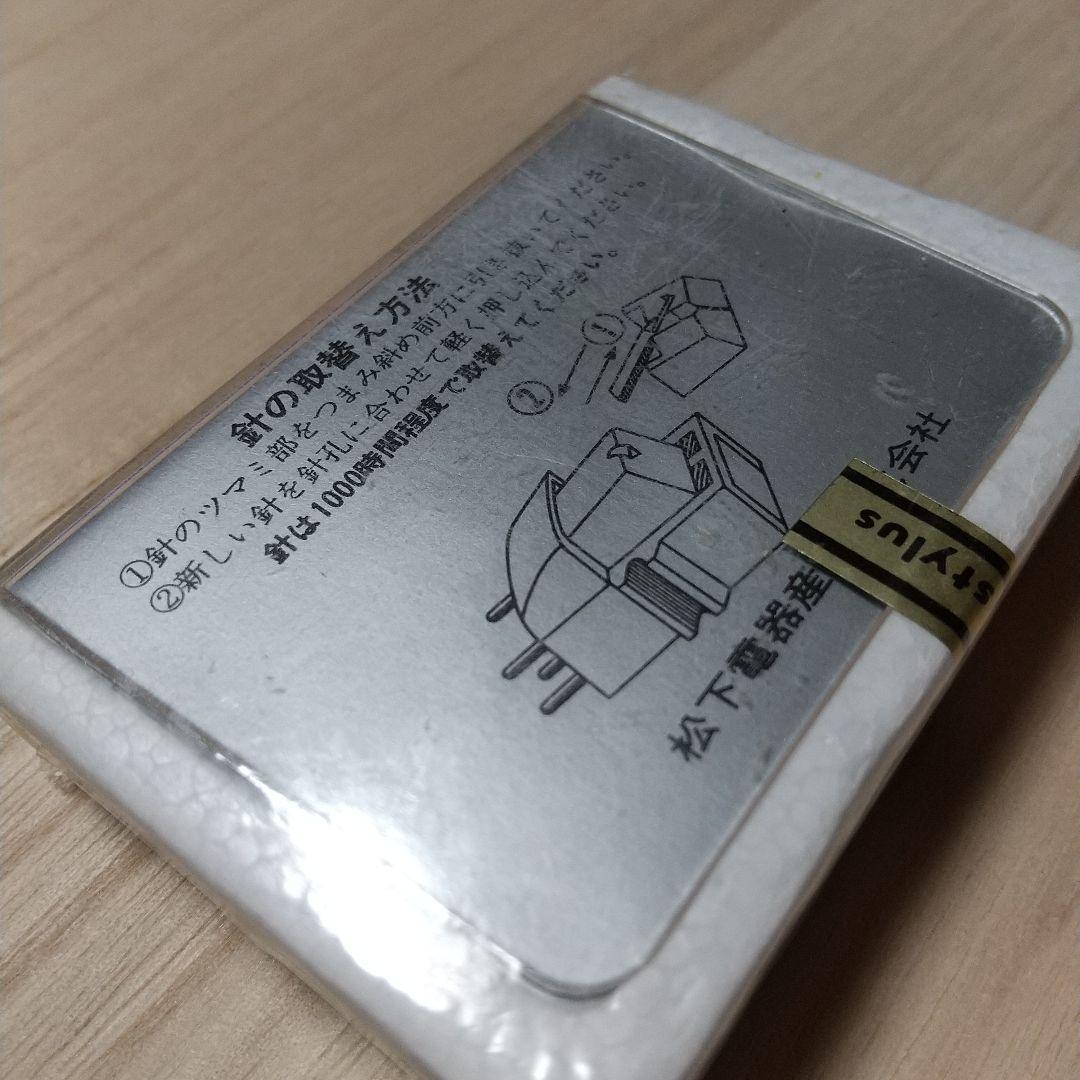 針の取替え方法
①針のツマミ部をつまみ斜め前方に引き抜いてください。
②新しい針を針孔に合わせて軽く押し込んでください。
針は1000時間程度で取替えてください。
①
②
松下電器産
会社
stylus